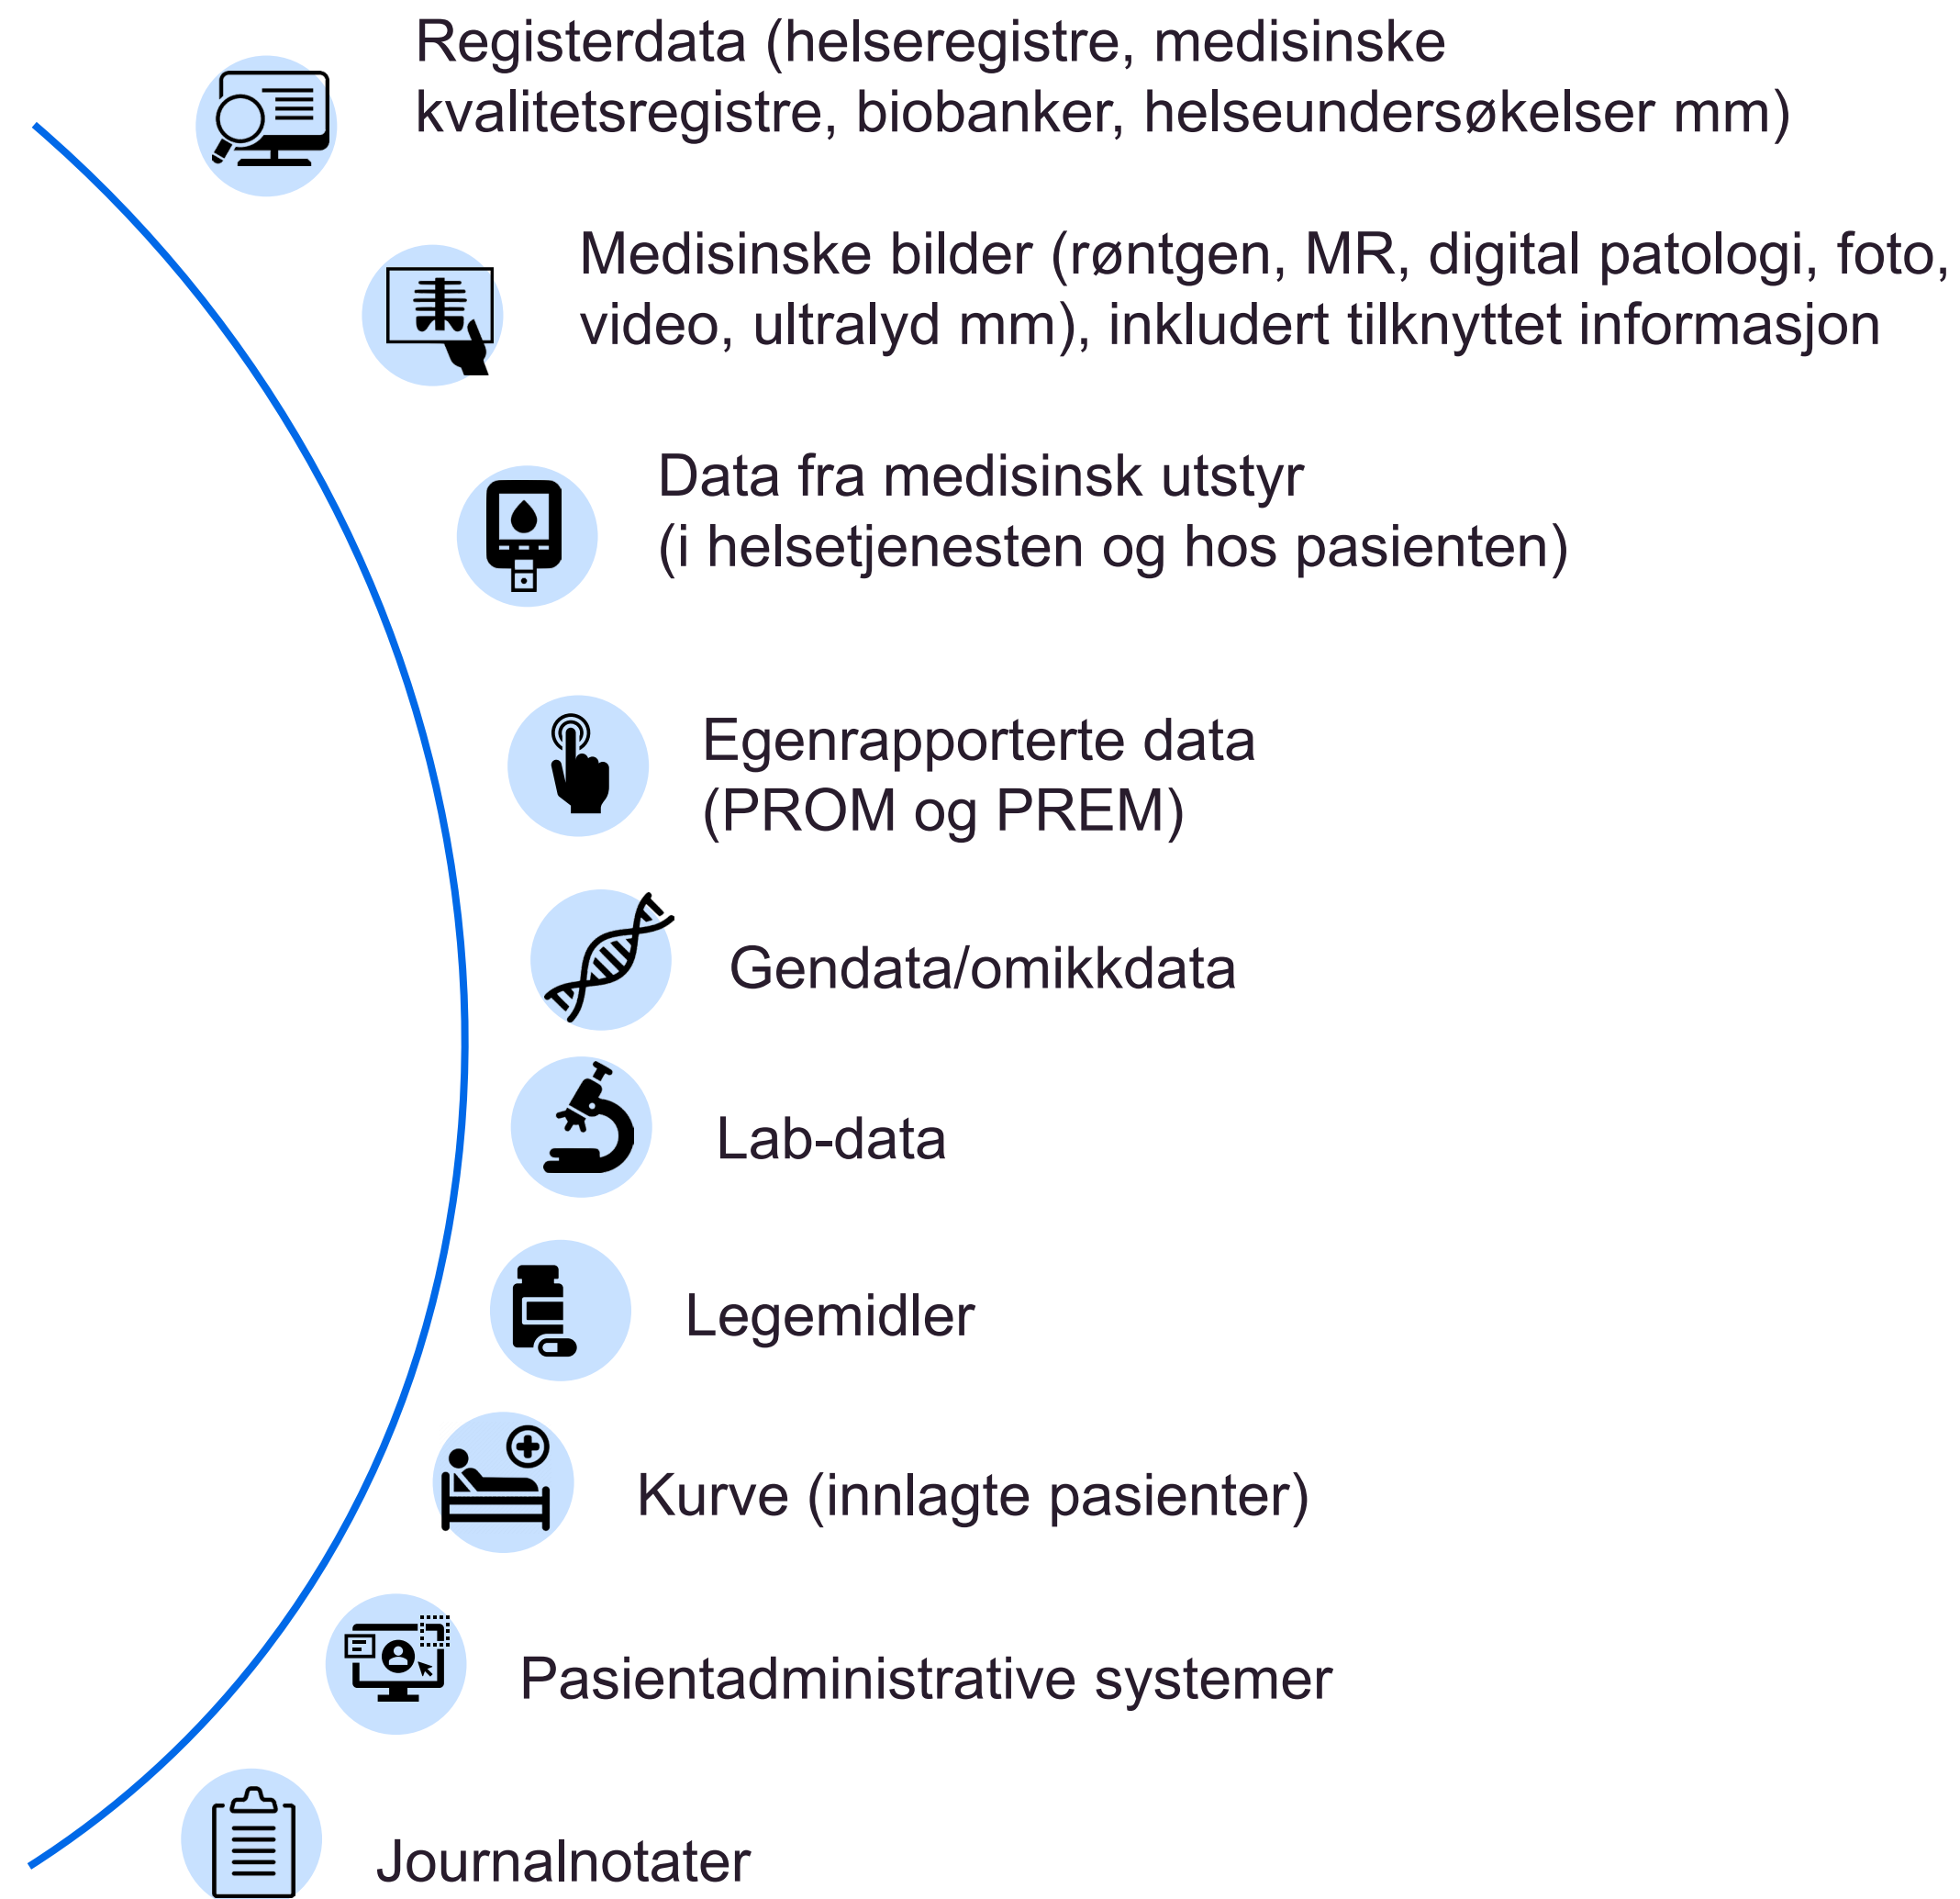 Registerdata (helseregistre, medisinske
kvalitetsregistre, biobanker, helseundersøkelser mm)
Medisinske bilder (røntgen, MR, digital patologi, foto,
video, ultralyd mm), inkludert tilknyttet informasjon
Data fra medisinsk utstyr
(i helsetjenesten og hos pasienten)
Egenrapporterte data
(PROM og PREM)
Gendata/omikkdata
Lab-data
Legemidler
Kurve (innlagte pasienter)
Pasientadministrative systemer
Journalnotater